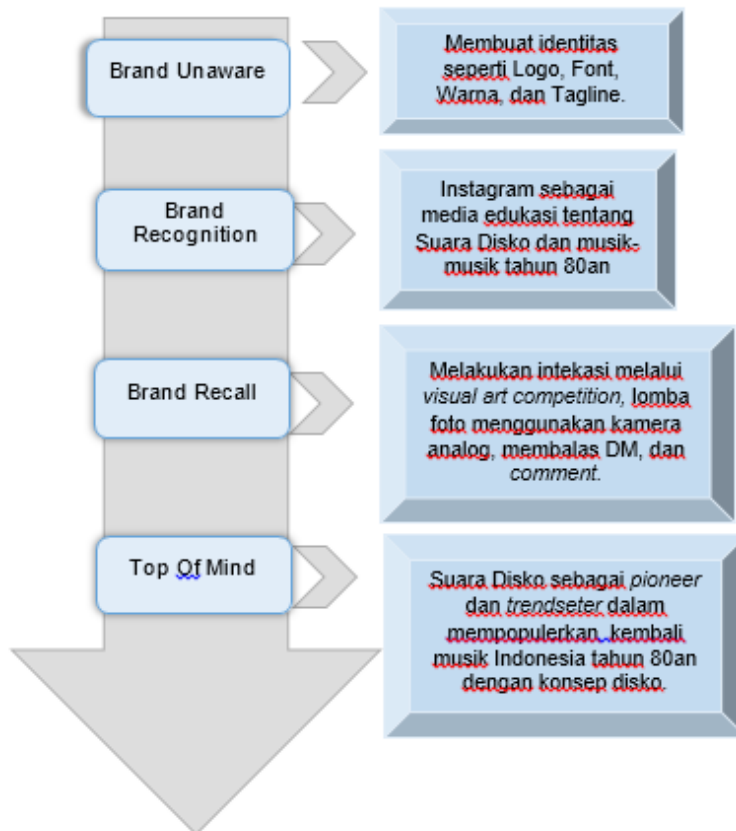 Brand Unaware
Membuat identitas
seperti Logo, Font,
Warna, dan Tagline.
Brand
Recognition
Instagram sebagai
media edukasi tentang
Suara Disko dan musik-
musik tahun 80an
Brand Recall
Melakukan intekasi melalui
visual art competition, lomba
foto menggunakan kamera
analog, membalas DM, dan
comment.
Top Of Mind
Suara Disko sebagai pioneer
dan trendseter dalam
mempopulerkan kembali
musik Indonesia tahun 80an
dengan konsep disko.